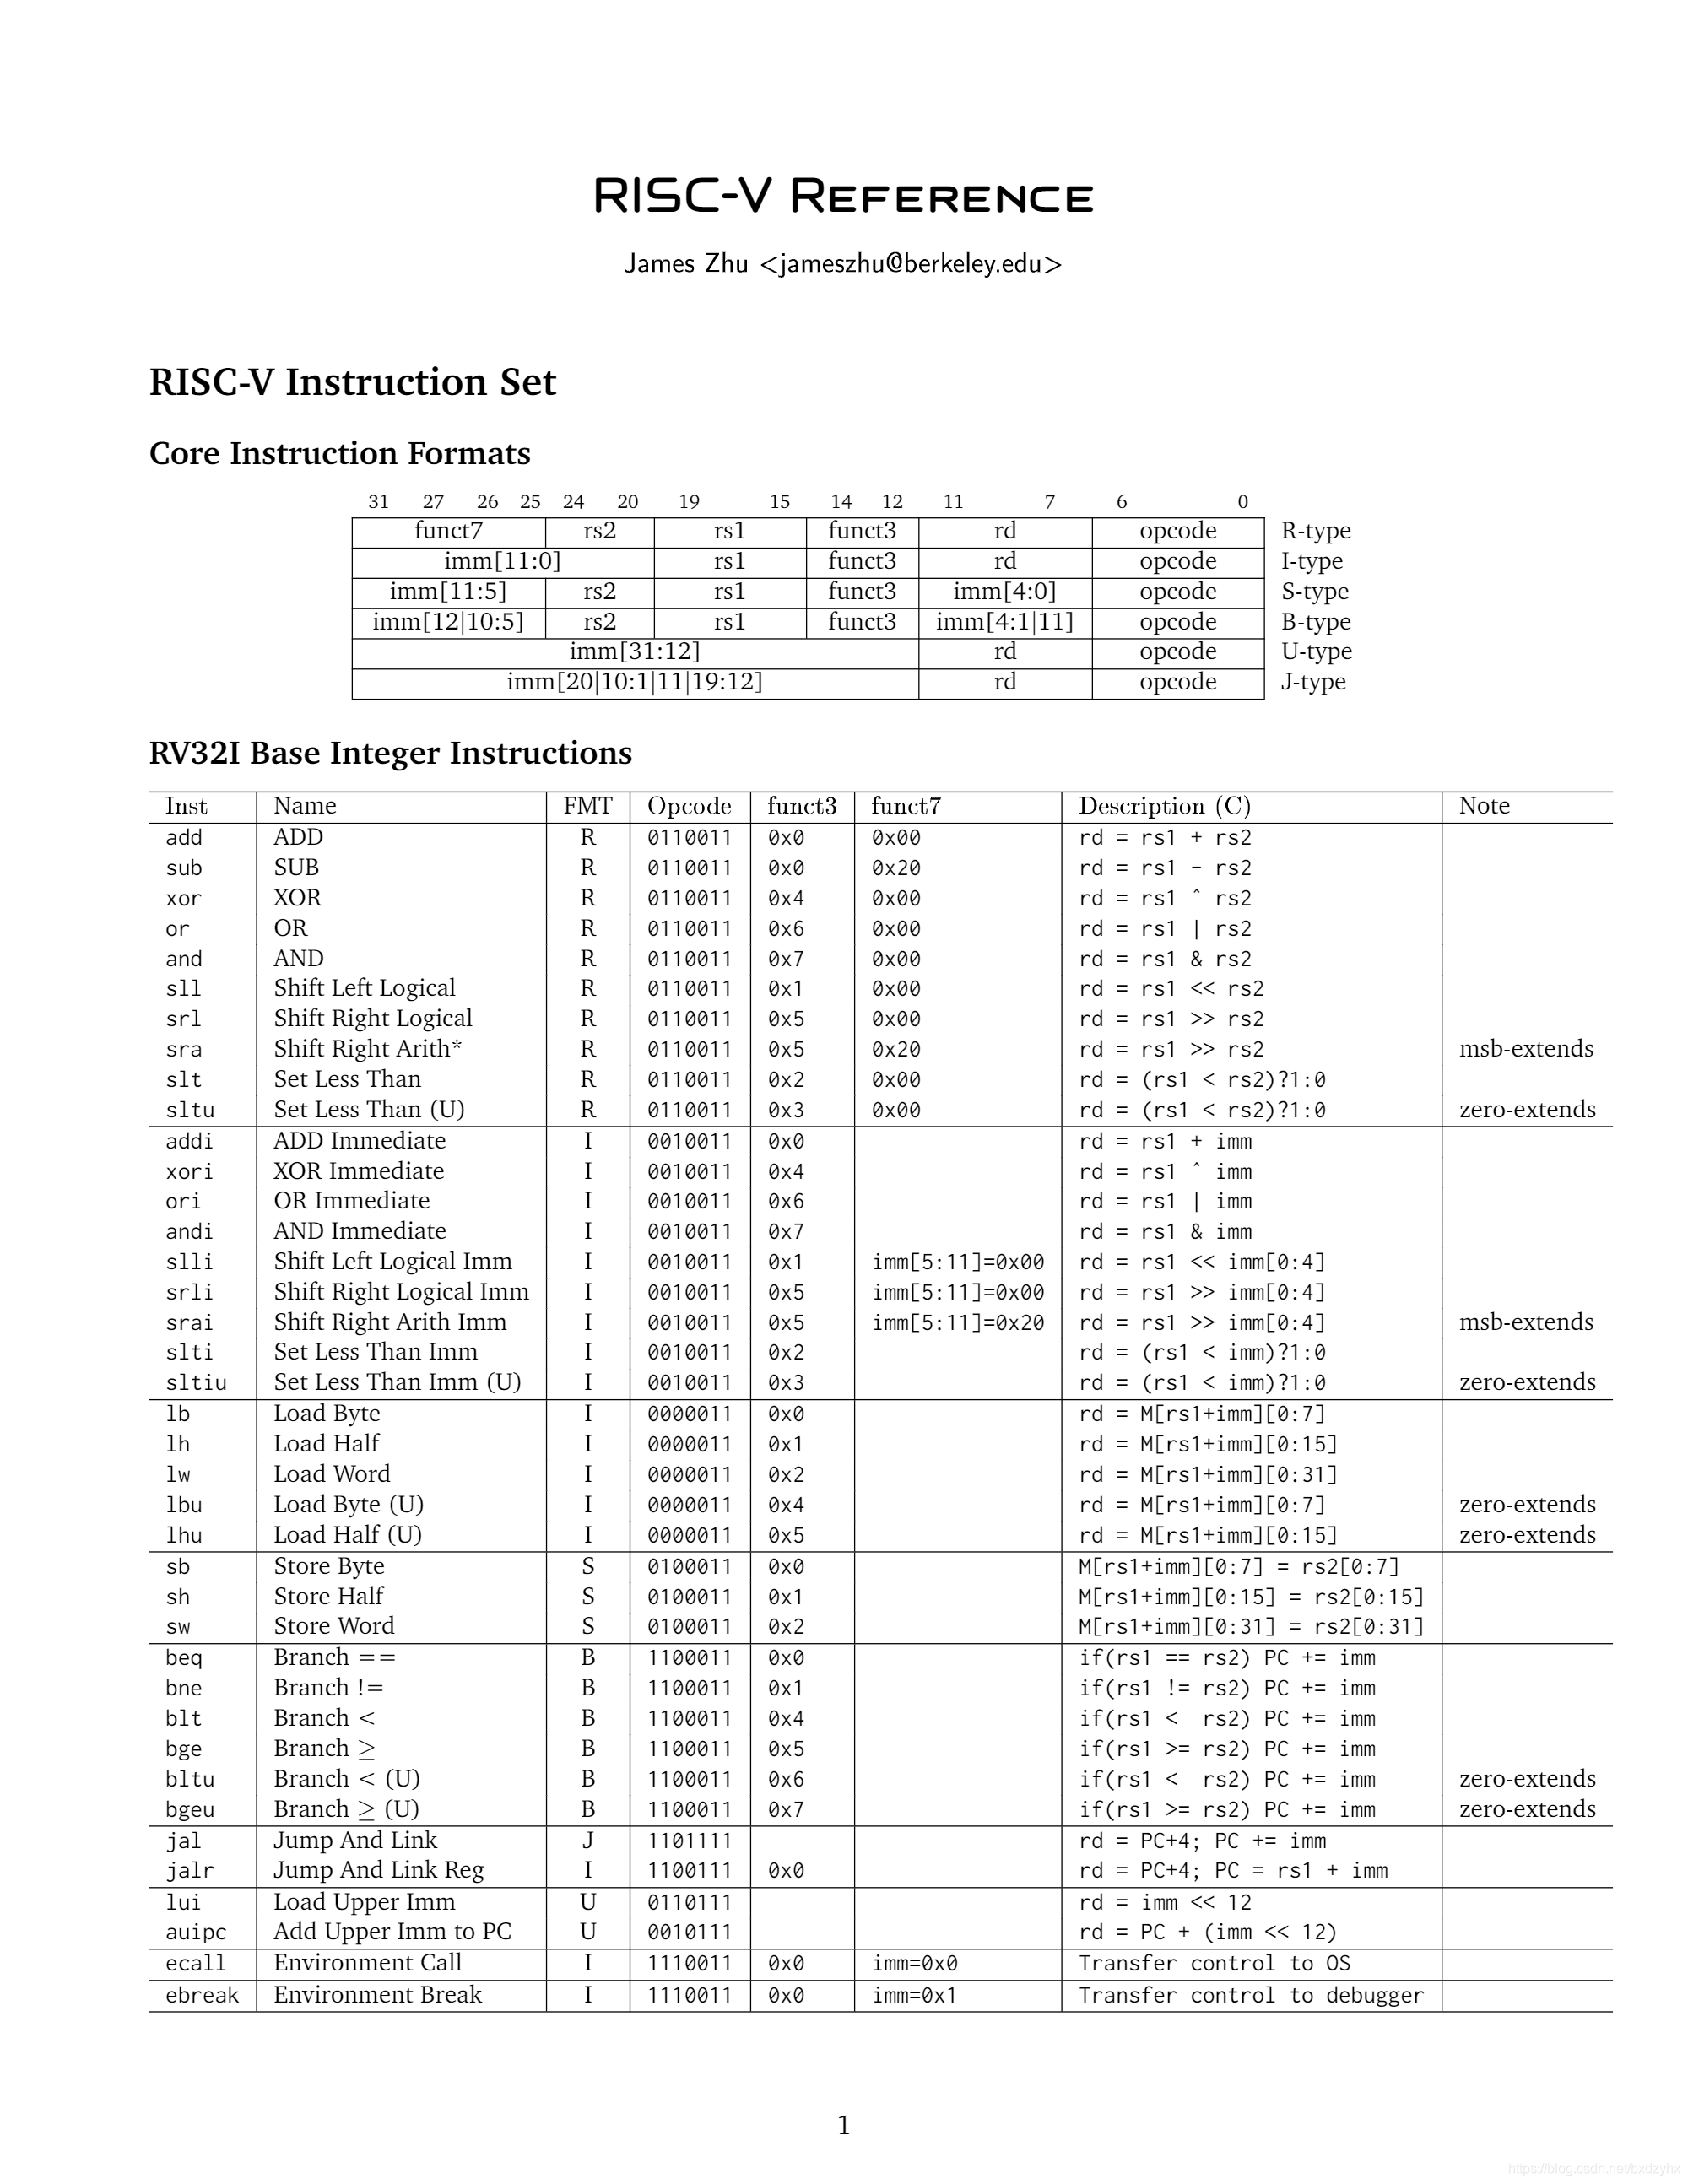 RISC-V REFERENCE
James Zhu <jameszhu@berkeley.edu>
RISC-V Instruction Set
Core Instruction Formats
31 27 26 25 24 20 19 15 14 12 11 7 6 0
funct7 rs2 rs1 funct3 rd opcode R-type
imm[11:0] rs1 funct3 rd opcode I-type
imm[11:5] rs2 rs1 funct3 imm[4:0] opcode S-type
imm[12|10:5] rs2 rs1 funct3 imm[4:1|11] opcode B-type
imm[31:12] rd opcode U-type
imm[20|10:1|11|19:12] rd opcode J-type
RV32I Base Integer Instructions
Inst Name FMT Opcode funct3 funct7 Description (C) Note
add ADD R 0110011 0x0 0x00 rd = rs1 + rs2
sub SUB R 0110011 0x0 0x20 rd = rs1 - rs2
xor XOR R 0110011 0x4 0x00 rd = rs1 ^ rs2
or OR R 0110011 0x6 0x00 rd = rs1 | rs2
and AND R 0110011 0x7 0x00 rd = rs1 & rs2
sll Shift Left Logical R 0110011 0x1 0x00 rd = rs1 << rs2
srl Shift Right Logical R 0110011 0x5 0x00 rd = rs1 >> rs2
sra Shift Right Arith* R 0110011 0x5 0x20 rd = rs1 >> rs2 msb-extends
slt Set Less Than R 0110011 0x2 0x00 rd = (rs1 < rs2)?1:0
sltu Set Less Than (U) R 0110011 0x3 0x00 rd = (rs1 < rs2)?1:0 zero-extends
addi ADD Immediate I 0010011 0x0 rd = rs1 + imm
xori XOR Immediate I 0010011 0x4 rd = rs1 ^ imm
ori OR Immediate I 0010011 0x6 rd = rs1 | imm
andi AND Immediate I 0010011 0x7 rd = rs1 & imm
slli Shift Left Logical Imm I 0010011 0x1 imm[5:11]=0x00 rd = rs1 << imm[0:4]
srli Shift Right Logical Imm I 0010011 0x5 imm[5:11]=0x00 rd = rs1 >> imm[0:4]
srai Shift Right Arith Imm I 0010011 0x5 imm[5:11]=0x20 rd = rs1 >> imm[0:4] msb-extends
slti Set Less Than Imm I 0010011 0x2 rd = (rs1 < imm)?1:0
sltiu Set Less Than Imm (U) I 0010011 0x3 rd = (rs1 < imm)?1:0 zero-extends
lb Load Byte I 0000011 0x0 rd = M[rs1+imm][0:7]
lh Load Half I 0000011 0x1 rd = M[rs1+imm][0:15]
lw Load Word I 0000011 0x2 rd = M[rs1+imm][0:31]
lbu Load Byte (U) I 0000011 0x4 rd = M[rs1+imm][0:7] zero-extends
lhu Load Half (U) I 0000011 0x5 rd = M[rs1+imm][0:15] zero-extends
sb Store Byte S 0100011 0x0 M[rs1+imm][0:7] = rs2[0:7]
sh Store Half S 0100011 0x1 M[rs1+imm][0:15] = rs2[0:15]
sw Store Word S 0100011 0x2 M[rs1+imm][0:31] = rs2[0:31]
beq Branch == B 1100011 0x0 if(rs1 == rs2) PC += imm
bne Branch != B 1100011 0x1 if(rs1 != rs2) PC += imm
blt Branch < B 1100011 0x4 if(rs1 < rs2) PC += imm
bge Branch ≥ B 1100011 0x5 if(rs1 >= rs2) PC += imm
bltu Branch < (U) B 1100011 0x6 if(rs1 < rs2) PC += imm zero-extends
bgeu Branch ≥ (U) B 1100011 0x7 if(rs1 >= rs2) PC += imm zero-extends
jal Jump And Link J 1101111 rd = PC+4; PC += imm
jalr Jump And Link Reg I 1100111 0x0 rd = PC+4; PC = rs1 + imm
lui Load Upper Imm U 0110111 rd = imm << 12
auipc Add Upper Imm to PC U 0010111 rd = PC + (imm << 12)
ecall Environment Call I 1110011 0x0 imm=0x0 Transfer control to OS
ebreak Environment Break I 1110011 0x0 imm=0x1 Transfer control to debugger
1
https://blog.csdn.net/bxdzyhx